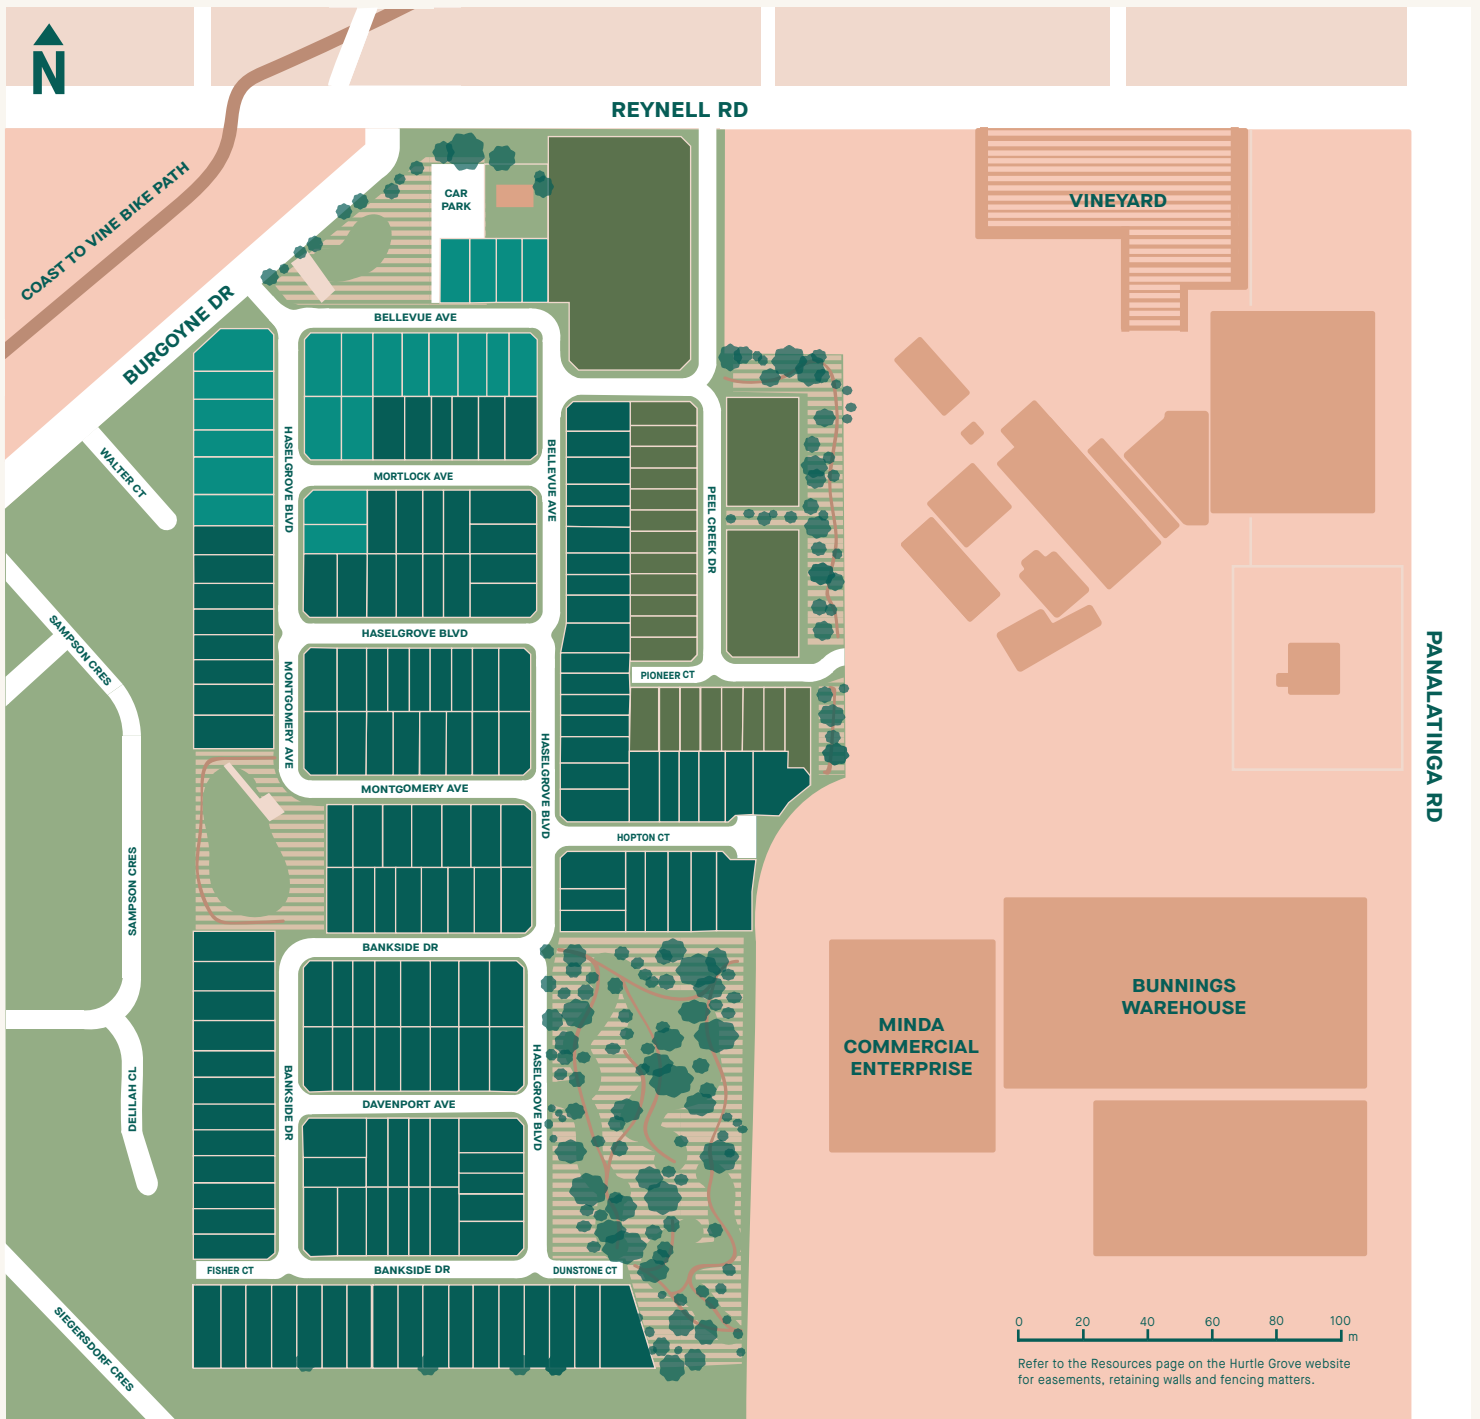 N
REYNELL RD
COAST TO VINE BIKE PATH
CAR
PARK
VINEYARD
BURGOYNE DR
BELLEVUE AVE
WALTER CT
HASELGROVE BLVD
MORTLOCK AVE
BELLEVUE AVE
PEEL CREEK DR
SAMPSON CRES
HASELGROVE BLVD
MONTGOMERY AVE
PIONEER CT
PANALATINGA RD
MONTGOMERY AVE
HASELGROVE BLVD
HOPTON CT
SAMPSON CRES
BANKSIDE DR
BUNNINGS
WAREHOUSE
MINDA
COMMERCIAL
ENTERPRISE
DELILAH CL
BANKSIDE DR
DAVENPORT AVE
HASELGROVE BLVD
FISHER CT
BANKSIDE DR
DUNSTONE CT
SIEGERSDORF CRES
0 20 40 60 80 100
m
Refer to the Resources page on the Hurtle Grove website
for easements, retaining walls and fencing matters.